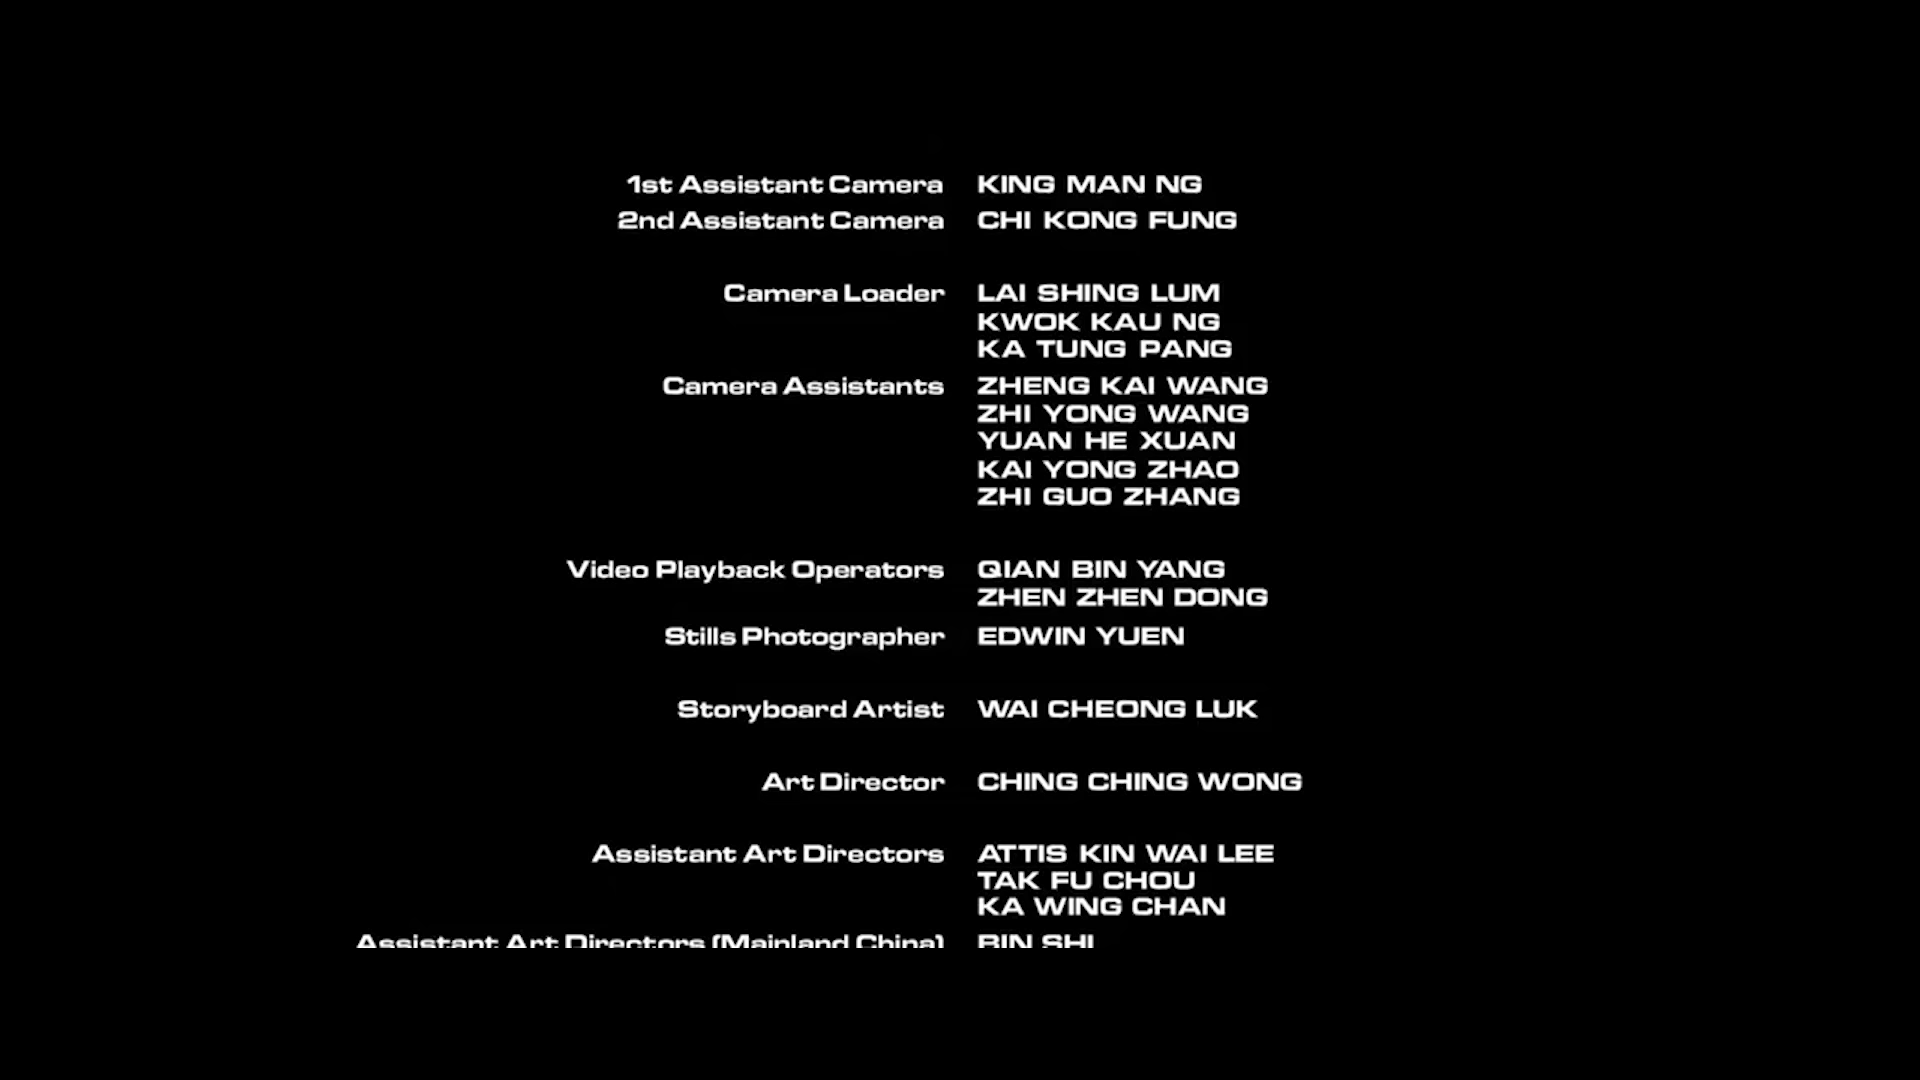 1st Assistant Camera KING MAN NG
2nd Assistant Camera CHI KONG FUNG
Camera Loader LAI SHING LUM
KWOK KAU NG
KA TUNG PANG
Camera Assistants ZHENG KAI WANG
ZHI YONG WANG
YUAN HE XUAN
KAI YONG ZHAO
ZHI GUO ZHANG
Video Playback Operators QIAN BIN YANG
ZHEN ZHEN DONG
Stills Photographer EDWIN YUEN
Storyboard Artist WAI CHEONG LUK
Art Director CHING CHING WONG
Assistant Art Directors ATTIS KIN WAI LEE
TAK FU CHOU
KA WING CHAN
Assistant Art Directors (Mainland China) BIN SHI